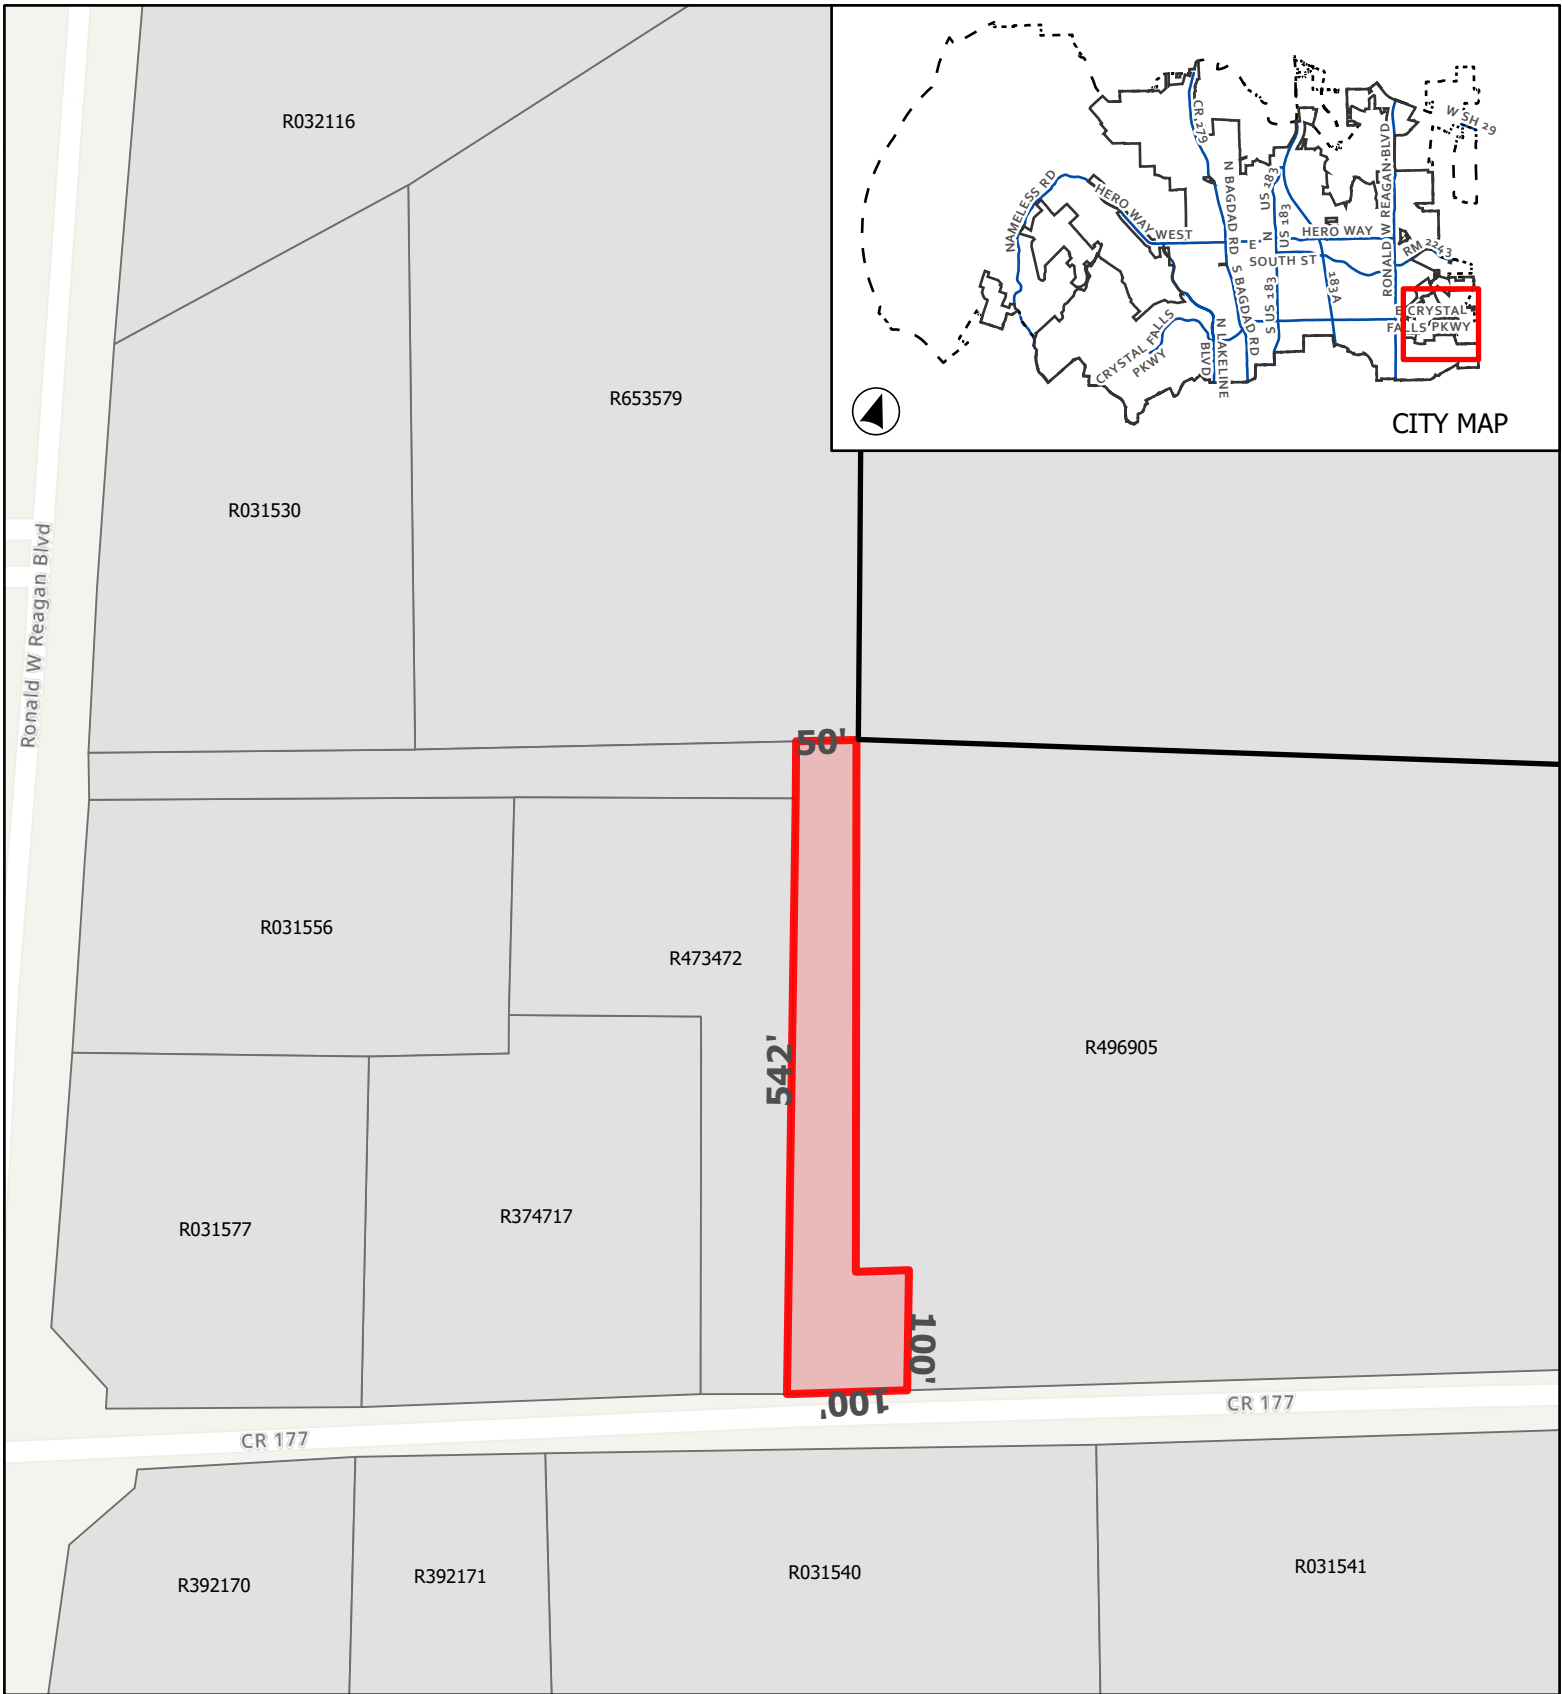 R032116
R653579
R031530
Ronald W Reagan Blvd
50'
R031556
R473472
542'
R496905
R031577
R374717
100'
100'
CR 177
CR 177
R392170
R392171
R031540
R031541
CR 279
W SH 29
NAMELESS RD
HERO WAY
WEST
N BAGDAD RD
S BAGDAD RD
N
US 183
US 183
S US 183
E
HERO WAY
SOUTH ST
183A
RONALD W REAGAN BLVD
RM 2243
E CRYSTAL
FALLS PKWY
CRYSTAL FALLS
PKWY
N LAKELINE
BLVD
CITY MAP